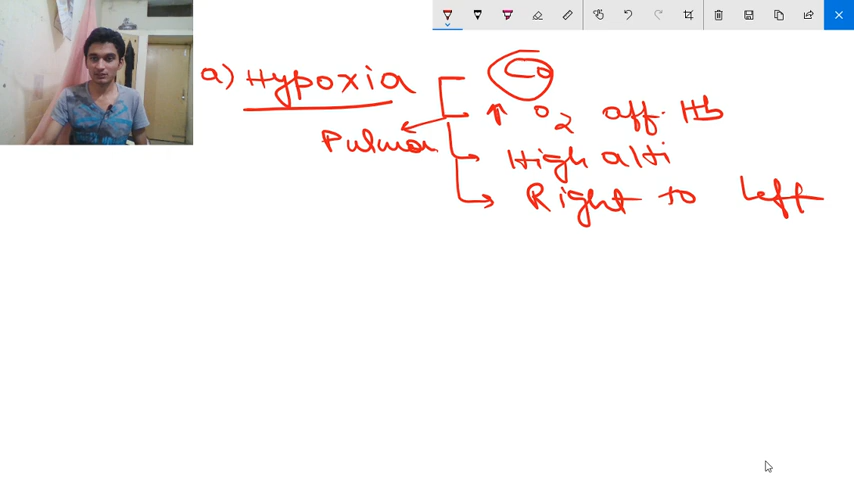 a) Hypoxia
Co
↑ O2 aff. Hb
Pulmon
High alti
Right to left